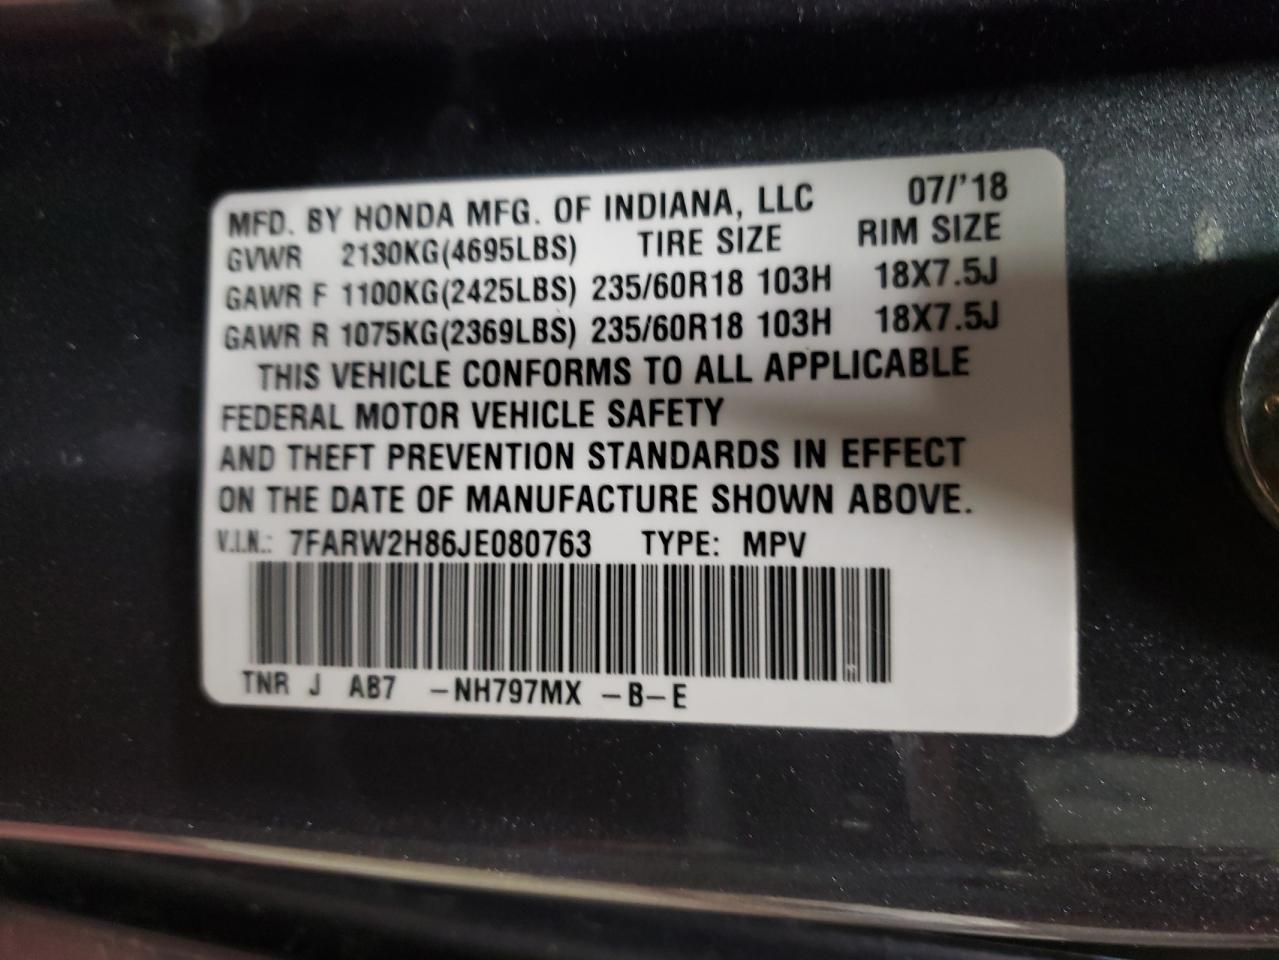 MFD. BY HONDA MFG. OF INDIANA, LLC 07/'18
GVWR 2130KG(4695LBS) TIRE SIZE RIM SIZE
GAWR F 1100KG(2425LBS) 235/60R18 103H 18X7.5J
GAWR R 1075KG(2369LBS) 235/60R18 103H 18X7.5J
THIS VEHICLE CONFORMS TO ALL APPLICABLE
FEDERAL MOTOR VEHICLE SAFETY
AND THEFT PREVENTION STANDARDS IN EFFECT
ON THE DATE OF MANUFACTURE SHOWN ABOVE.
V.I.N.: 7FARW2H86JE080763 TYPE: MPV
TNR J AB7 -NH797MX -B-E